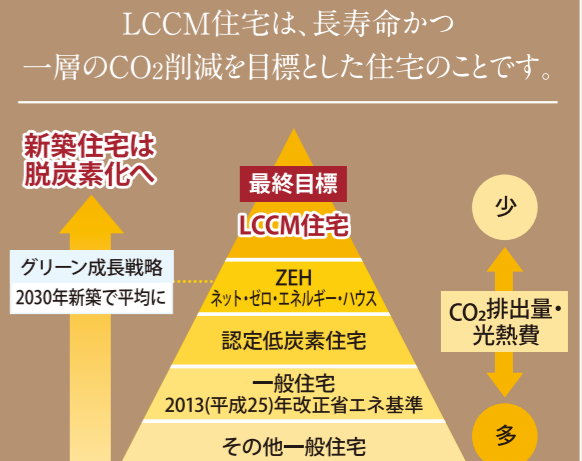 LCCM住宅は、長寿命かつ
一層のCO2削減を目標とした住宅のことです。
新築住宅は
脱炭素化へ
最終目標
LCCM住宅
少
グリーン成長戦略
2030年新築で平均に
ZEH
ネット・ゼロ・エネルギー・ハウス
CO₂排出量・
光熱費
認定低炭素住宅
一般住宅
2013(平成25)年改正省エネ基準
多
その他一般住宅